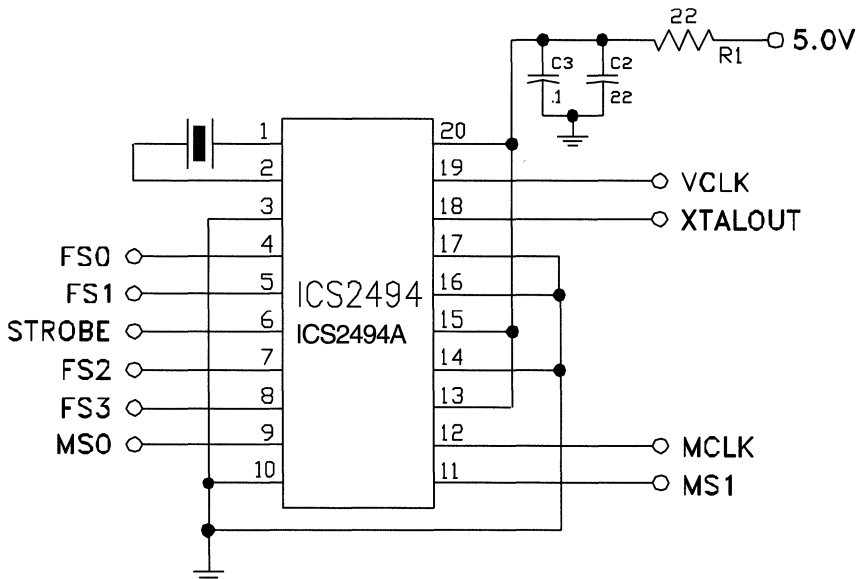 22
R1
5.0V
C3
.1
C2
22
1
2
3
4
5
6
7
8
9
10
20
19
18
17
16
15
14
13
12
11
ICS2494
ICS2494A
FS0
FS1
STROBE
FS2
FS3
MS0
VCLK
XTALOUT
MCLK
MS1